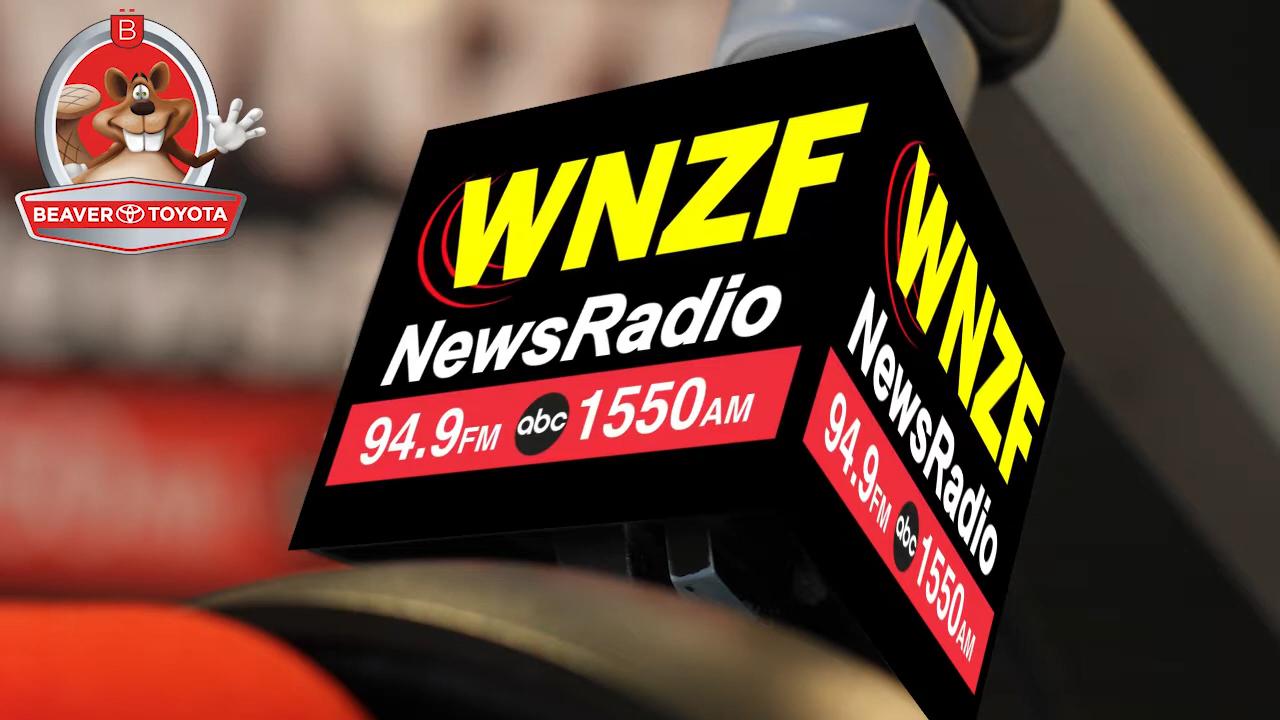 B̈
BEAVER TOYOTA
WNZF
NewsRadio
94.9FM abc 1550AM
WNZF
NewsRadio
94.9FM abc 1550AM